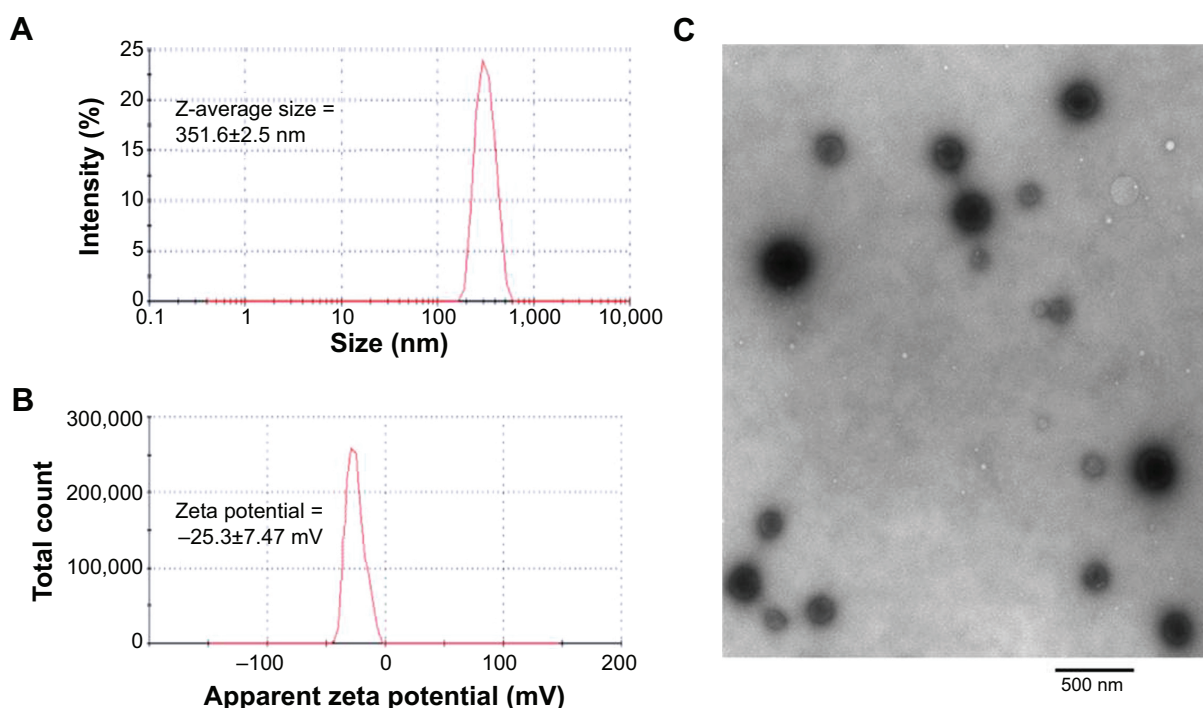 A
25
20
15
10
5
0
Intensity (%)
Z-average size =
351.6±2.5 nm
0.1 1 10 100 1,000 10,000
Size (nm)
B
300,000
200,000
100,000
0
Total count
Zeta potential =
–25.3±7.47 mV
–100 0 100 200
Apparent zeta potential (mV)
C
500 nm